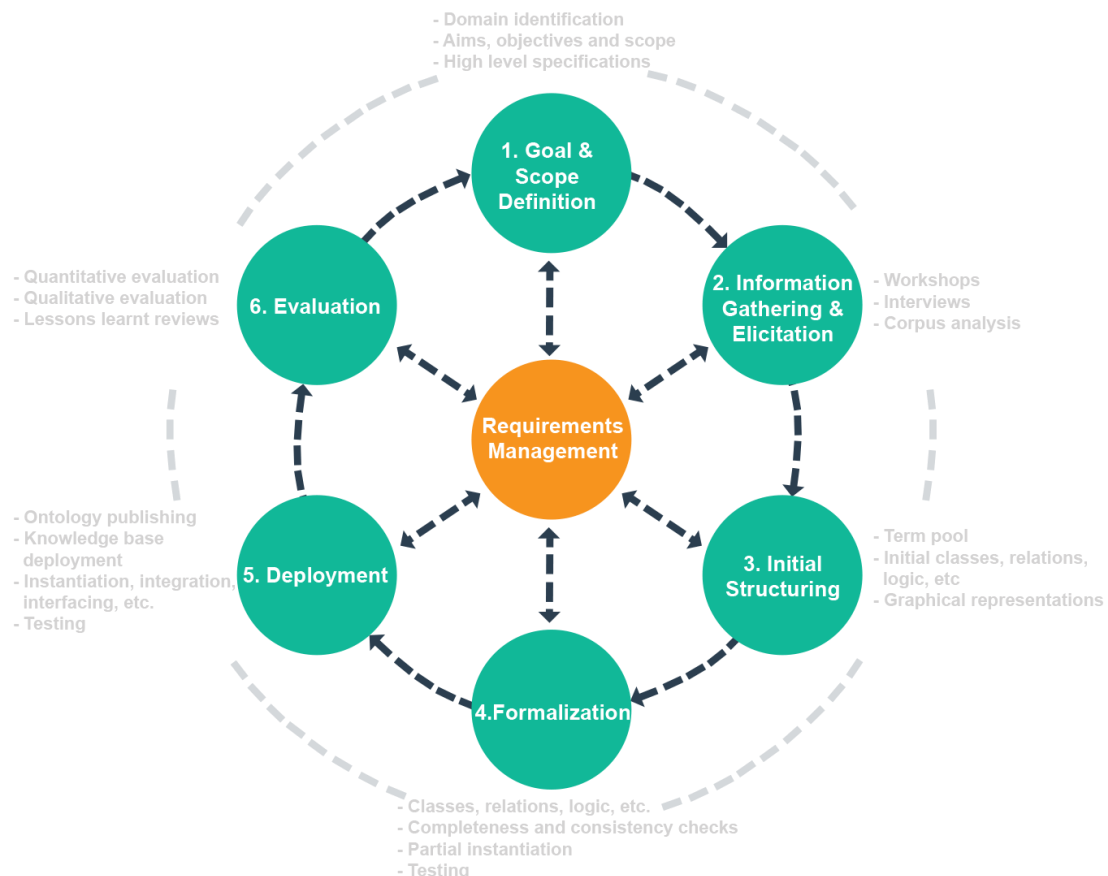 - Domain identification
- Aims, objectives and scope
- High level specifications
1. Goal &
Scope
Definition
2. Information
Gathering &
Elicitation
- Workshops
- Interviews
- Corpus analysis
3. Initial
Structuring
- Term pool
- Initial classes, relations,
logic, etc
- Graphical representations
4.Formalization
- Classes, relations, logic, etc.
- Completeness and consistency checks
- Partial instantiation
- Testing
5. Deployment
- Ontology publishing
- Knowledge base
deployment
- Instantiation, integration,
interfacing, etc.
- Testing
6. Evaluation
- Quantitative evaluation
- Qualitative evaluation
- Lessons learnt reviews
Requirements
Management